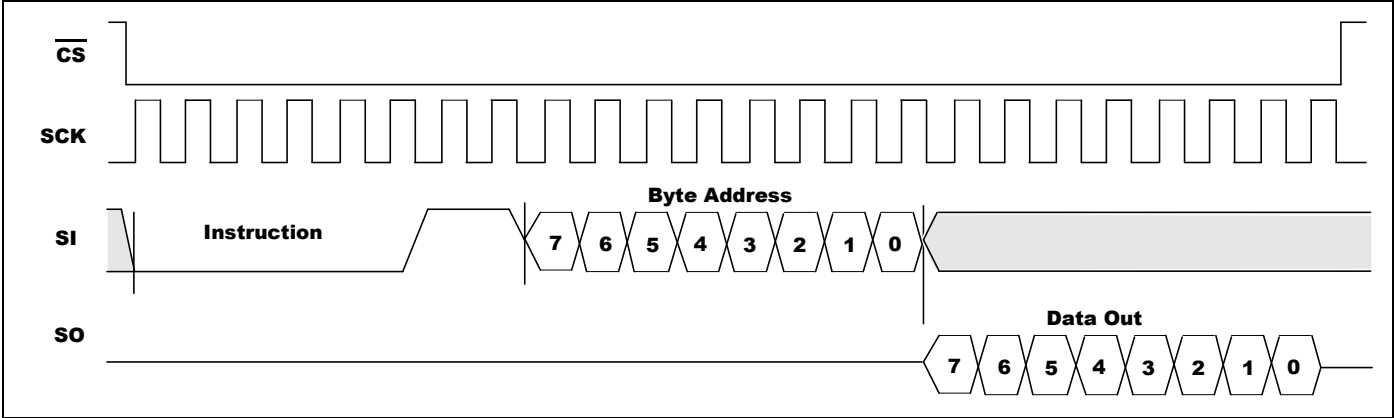 CS
SCK
Byte Address
SI Instruction 7 6 5 4 3 2 1 0
Data Out
SO
7 6 5 4 3 2 1 0